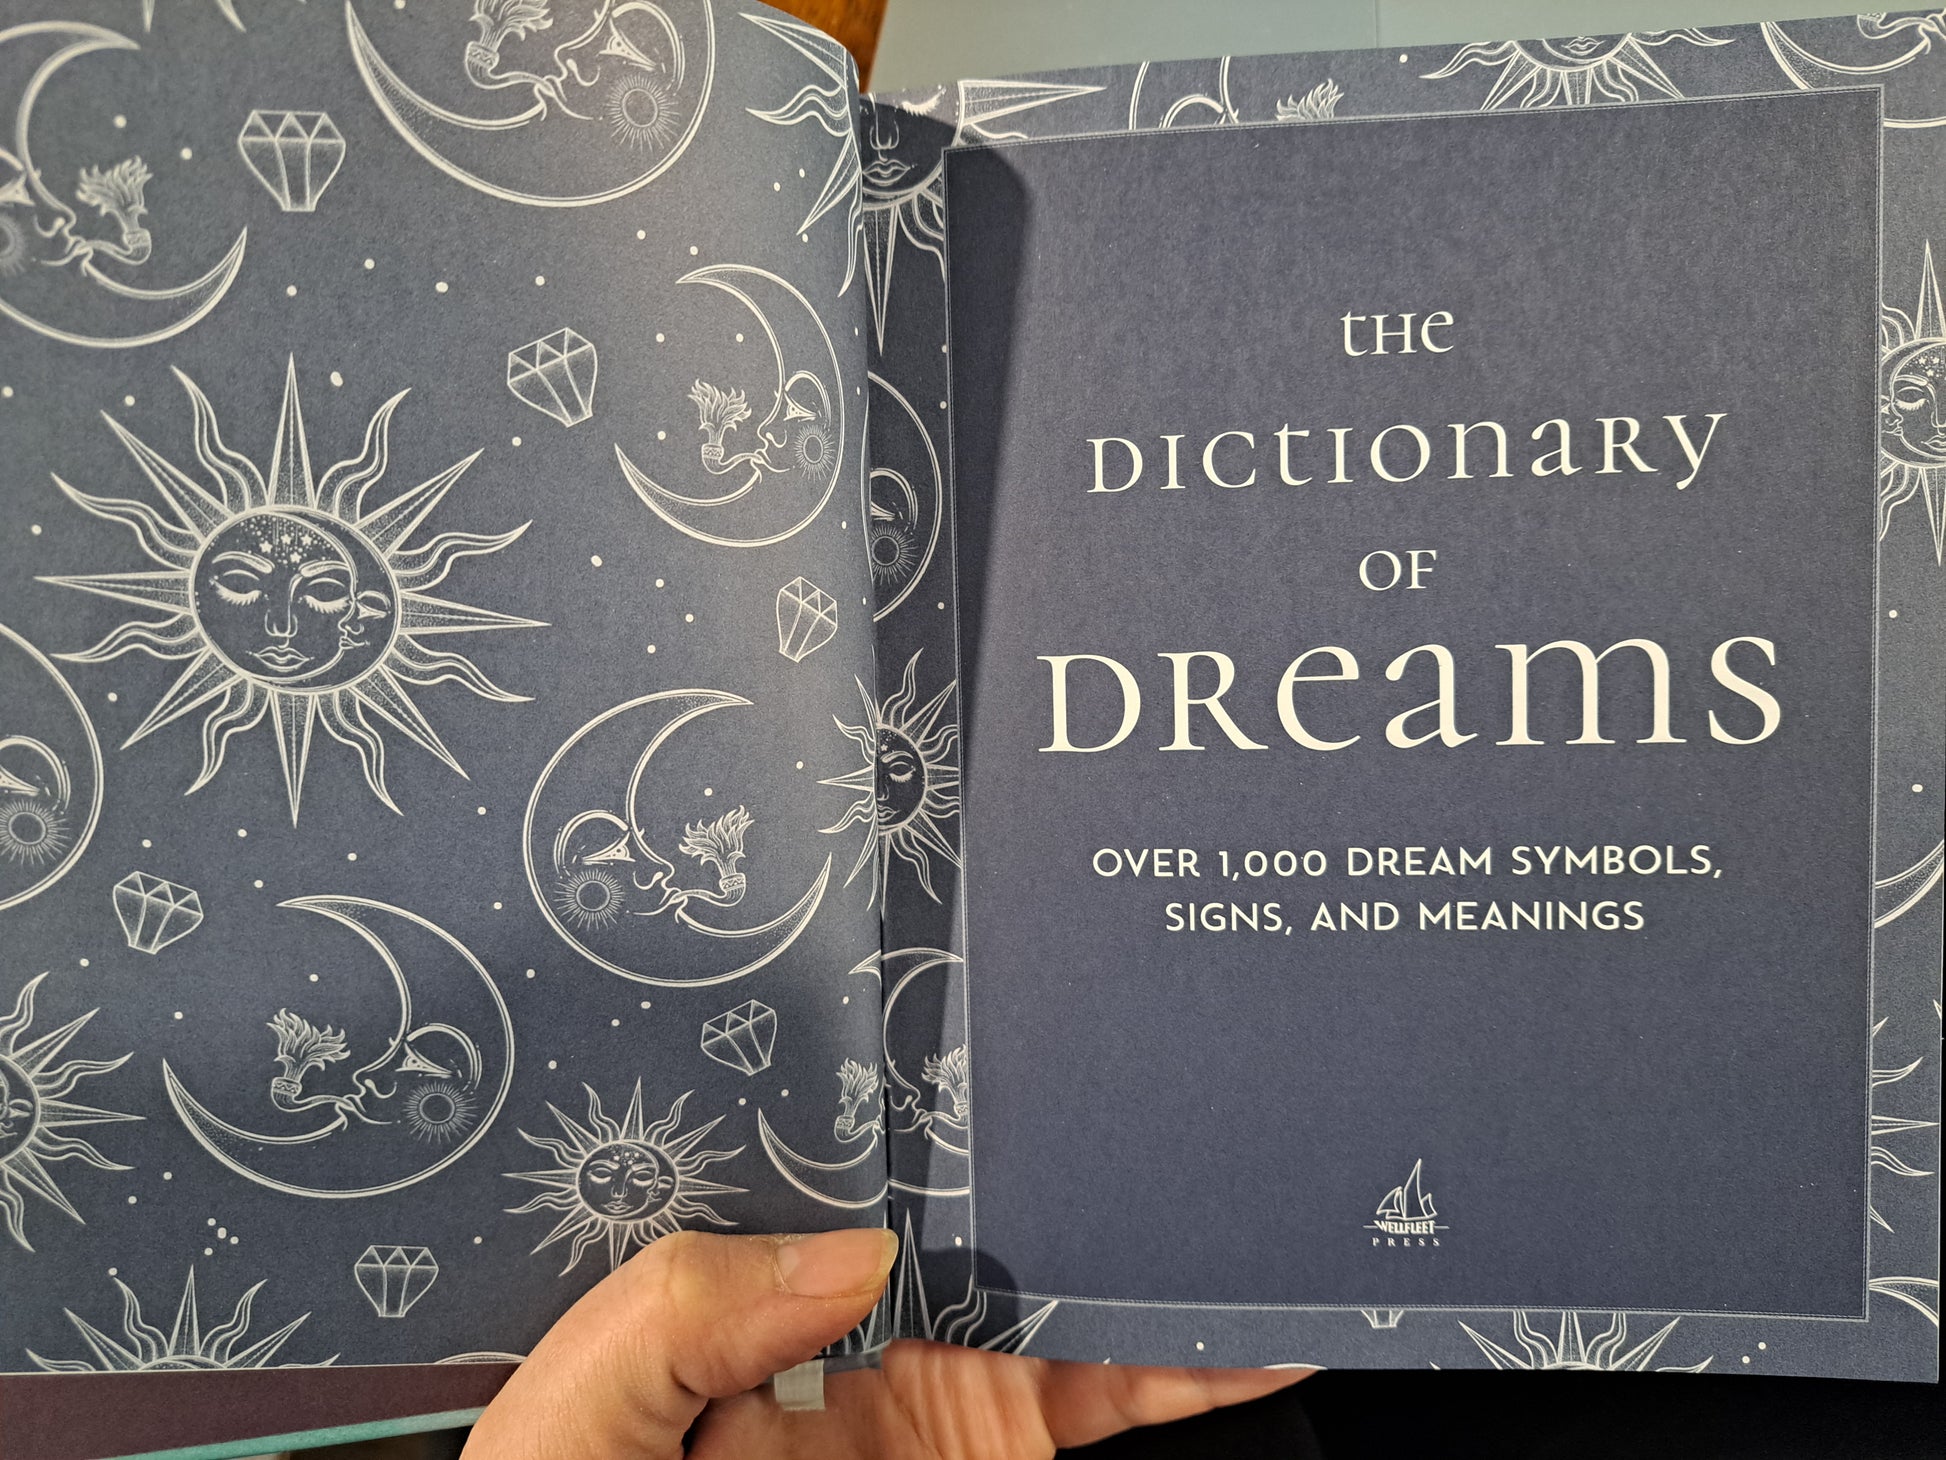 THE
DICTIONARY
OF
DREAMS
OVER 1,000 DREAM SYMBOLS,
SIGNS, AND MEANINGS
WELLFLEET
PRESS